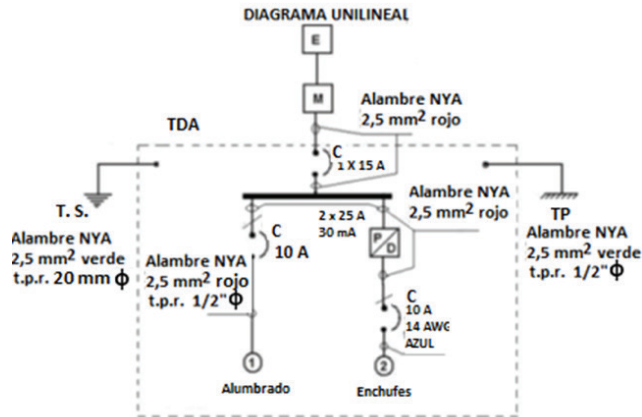 DIAGRAMA UNILINEAL
E
M
TDA
Alambre NYA
2,5 mm² rojo
C
1 X 15 A
T. S.
Alambre NYA
2,5 mm² verde
t.p.r. 20 mm ϕ
Alambre NYA
2,5 mm² rojo
t.p.r. 1/2" ϕ
C
10 A
2 x 25 A
30 mA
P
D
Alambre NYA
2,5 mm² rojo
TP
Alambre NYA
2,5 mm² verde
t.p.r. 1/2" ϕ
C
10 A
14 AWG
AZUL
1
Alumbrado
2
Enchufes